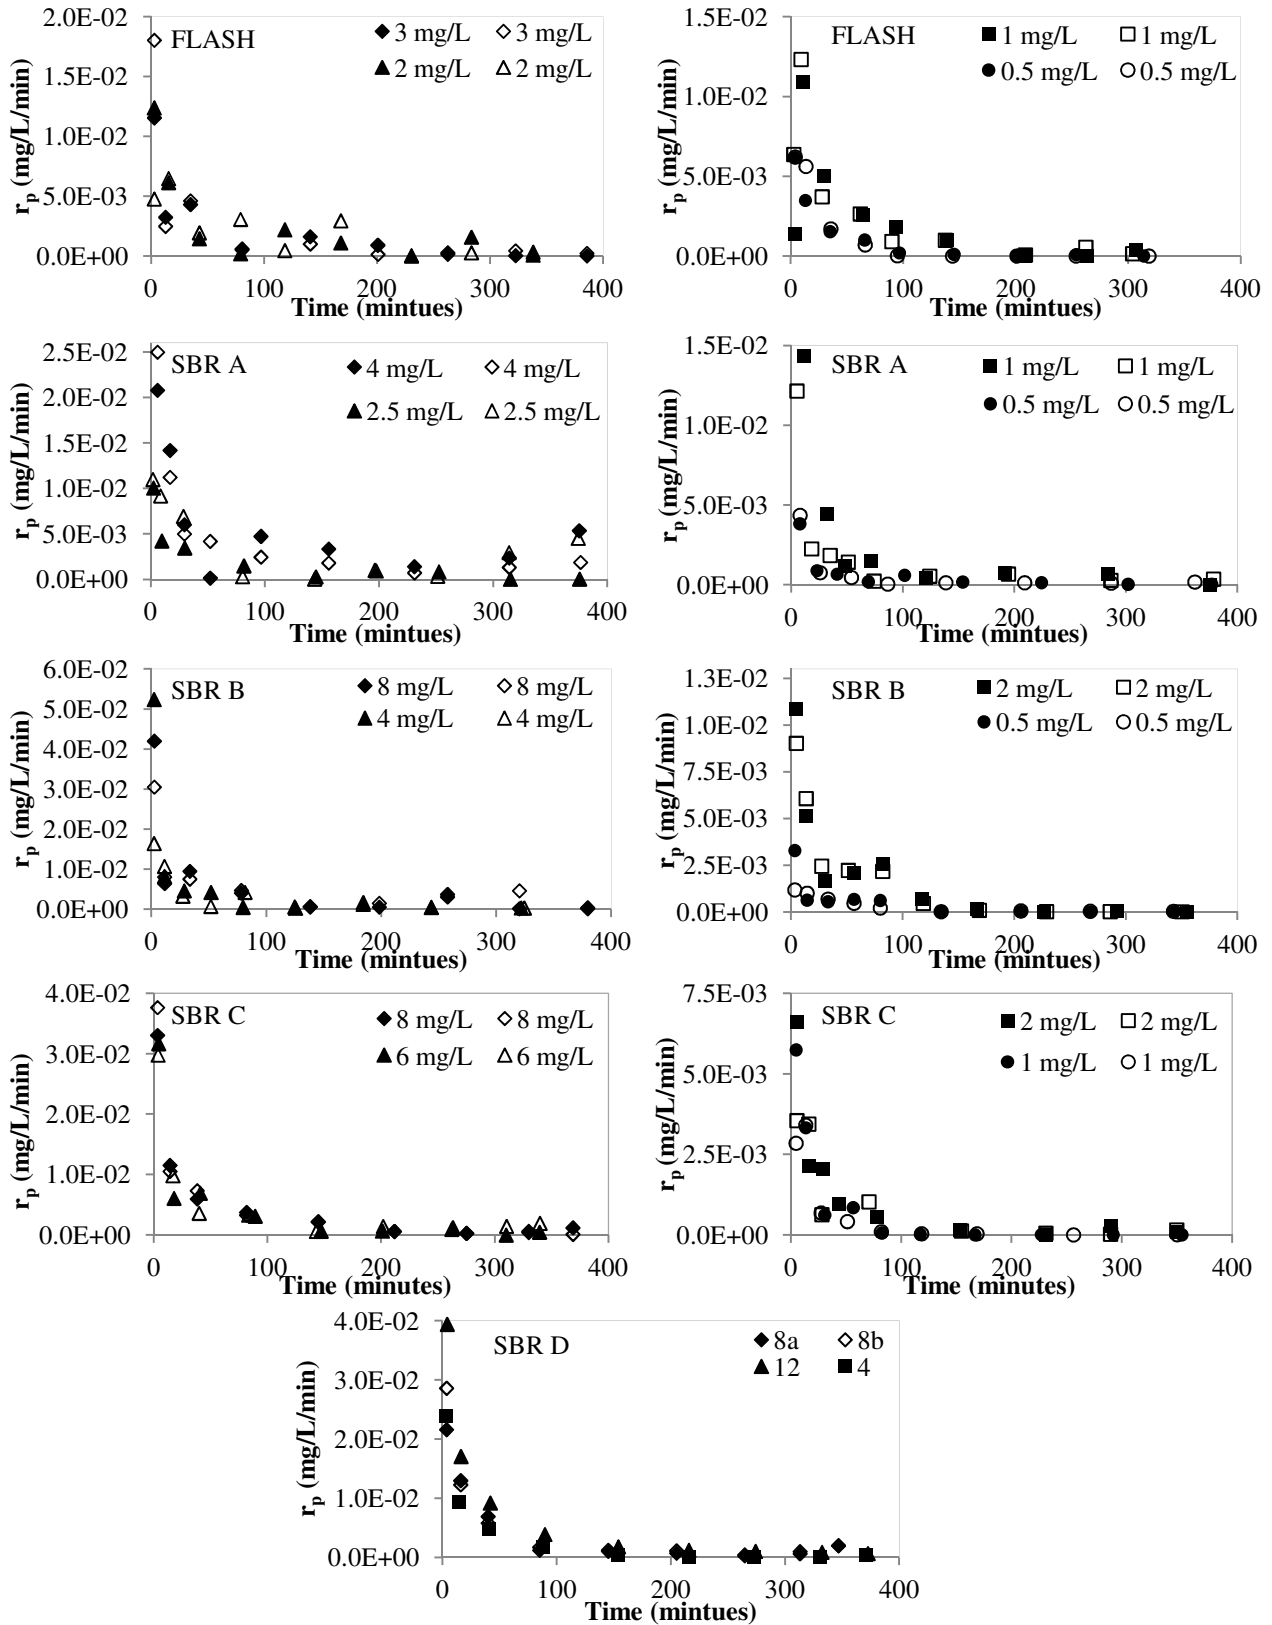 2.0E-02
1.5E-02
1.0E-02
5.0E-03
0.0E+00
rp (mg/L/min)
FLASH
3 mg/L 3 mg/L
2 mg/L 2 mg/L
0 100 200 300 400
Time (mintues)
1.5E-02
1.0E-02
5.0E-03
0.0E+00
rp (mg/L/min)
FLASH
1 mg/L 1 mg/L
0.5 mg/L 0.5 mg/L
0 100 200 300 400
Time (mintues)
2.5E-02
2.0E-02
1.5E-02
1.0E-02
5.0E-03
0.0E+00
rp (mg/L/min)
SBR A
4 mg/L 4 mg/L
2.5 mg/L 2.5 mg/L
0 100 200 300 400
Time (mintues)
1.5E-02
1.0E-02
5.0E-03
0.0E+00
rp (mg/L/min)
SBR A
1 mg/L 1 mg/L
0.5 mg/L 0.5 mg/L
0 100 200 300 400
Time (mintues)
6.0E-02
5.0E-02
4.0E-02
3.0E-02
2.0E-02
1.0E-02
0.0E+00
rp (mg/L/min)
SBR B
8 mg/L 8 mg/L
4 mg/L 4 mg/L
0 100 200 300 400
Time (mintues)
1.3E-02
1.0E-02
7.5E-03
5.0E-03
2.5E-03
0.0E+00
rp (mg/L/min)
SBR B
2 mg/L 2 mg/L
0.5 mg/L 0.5 mg/L
0 100 200 300 400
Time (mintues)
4.0E-02
3.0E-02
2.0E-02
1.0E-02
0.0E+00
rp (mg/L/min)
SBR C
8 mg/L 8 mg/L
6 mg/L 6 mg/L
0 100 200 300 400
Time (minutes)
7.5E-03
5.0E-03
2.5E-03
0.0E+00
rp (mg/L/min)
SBR C
2 mg/L 2 mg/L
1 mg/L 1 mg/L
0 100 200 300 400
Time (mintues)
4.0E-02
3.0E-02
2.0E-02
1.0E-02
0.0E+00
rp (mg/L/min)
SBR D
8a 8b
12 4
0 100 200 300 400
Time (mintues)